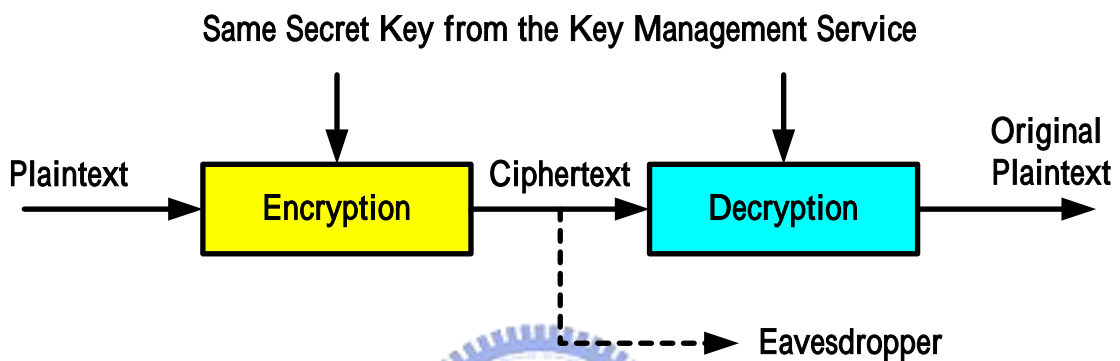 Same Secret Key from the Key Management Service
Plaintext
Encryption
Ciphertext
Decryption
Original
Plaintext
Eavesdropper